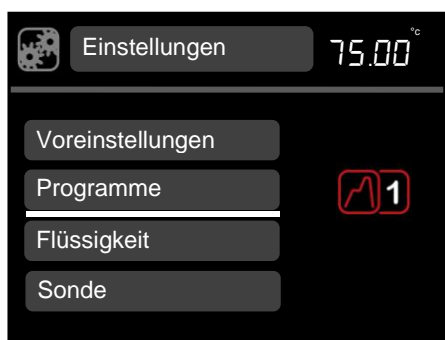 Einstellungen
75.00°c
Voreinstellungen
Programme
1
Flüssigkeit
Sonde